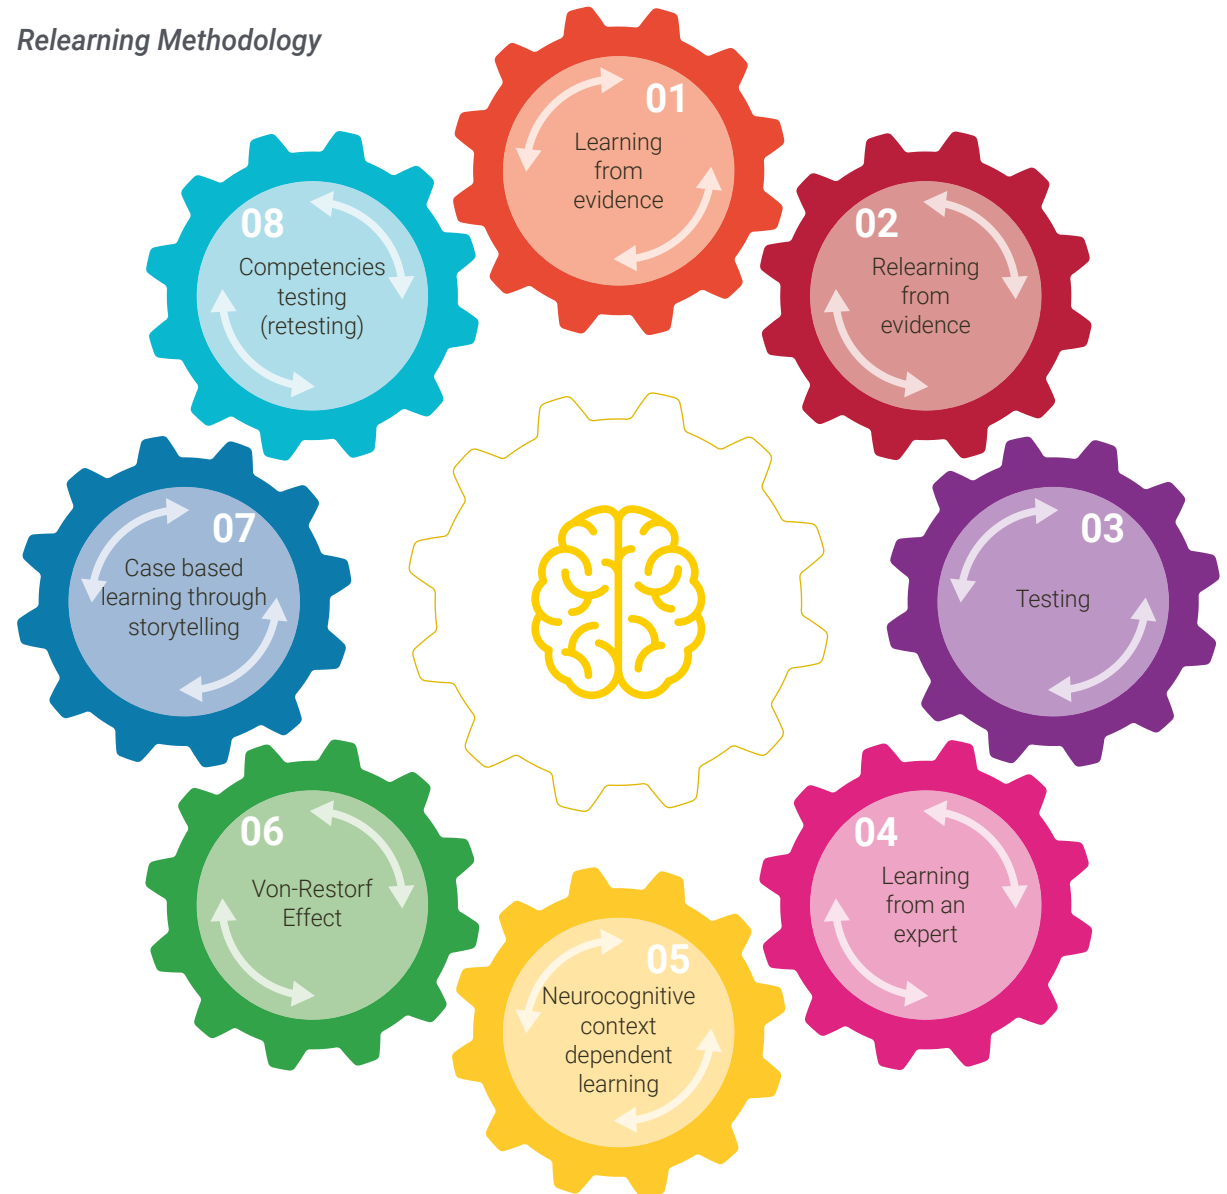 Relearning Methodology
01
Learning
from
evidence
02
Relearning
from
evidence
03
Testing
04
Learning
from an
expert
05
Neurocognitive
context
dependent
learning
06
Von-Restorf
Effect
07
Case based
learning through
storytelling
08
Competencies
testing
(retesting)